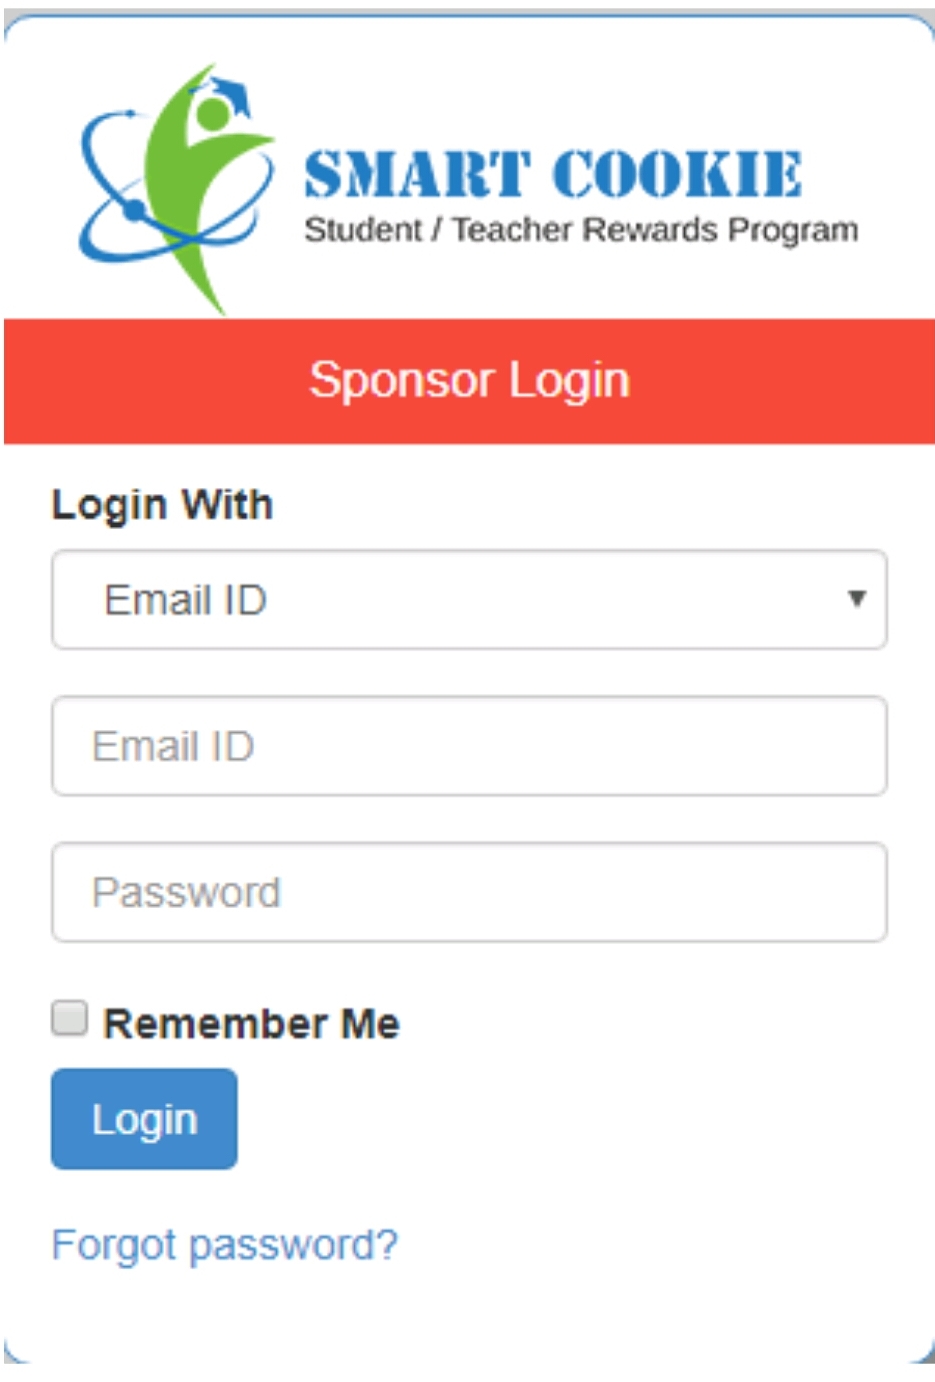 SMART COOKIE
Student / Teacher Rewards Program
Sponsor Login
Login With
Email ID
Email ID
Password
Remember Me
Login
Forgot password?